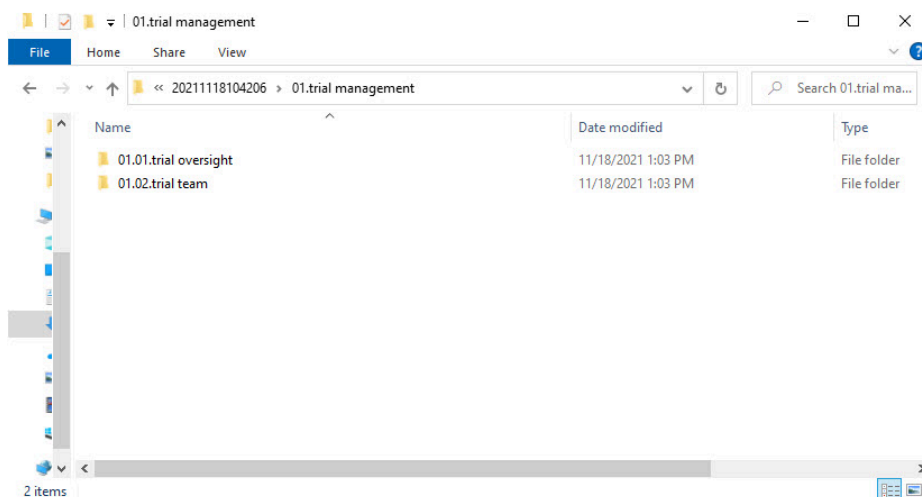 01.trial management
File Home Share View
« 20211118104206 › 01.trial management Search 01.trial ma...
Name Date modified Type
01.01.trial oversight 11/18/2021 1:03 PM File folder
01.02.trial team 11/18/2021 1:03 PM File folder
2 items